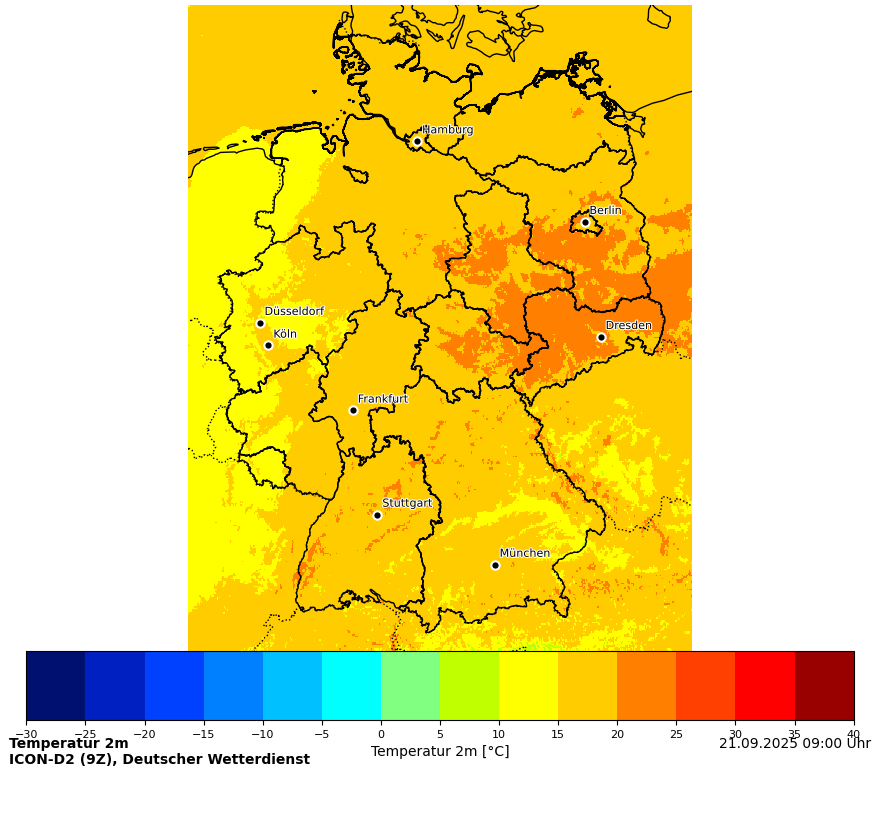 Hamburg
Berlin
Düsseldorf
Köln
Dresden
Frankfurt
Stuttgart
München
−30 −25 −20 −15 −10 −5 0 5 10 15 20 25 30 35 40
Temperatur 2m [°C]
Temperatur 2m
ICON-D2 (9Z), Deutscher Wetterdienst
21.09.2025 09:00 Uhr